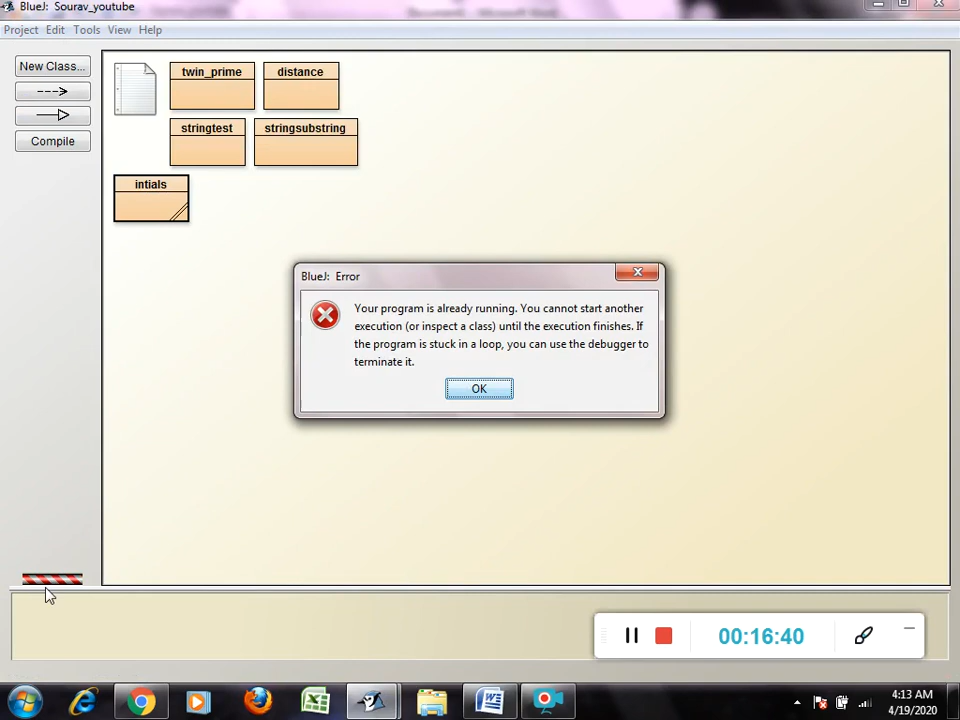 BlueJ: Sourav_youtube
Project Edit Tools View Help
New Class...
Compile
twin_prime
distance
stringtest
stringsubstring
intials
BlueJ: Error
Your program is already running. You cannot start another
execution (or inspect a class) until the execution finishes. If
the program is stuck in a loop, you can use the debugger to
terminate it.
OK
00:16:40
4:13 AM
4/19/2020